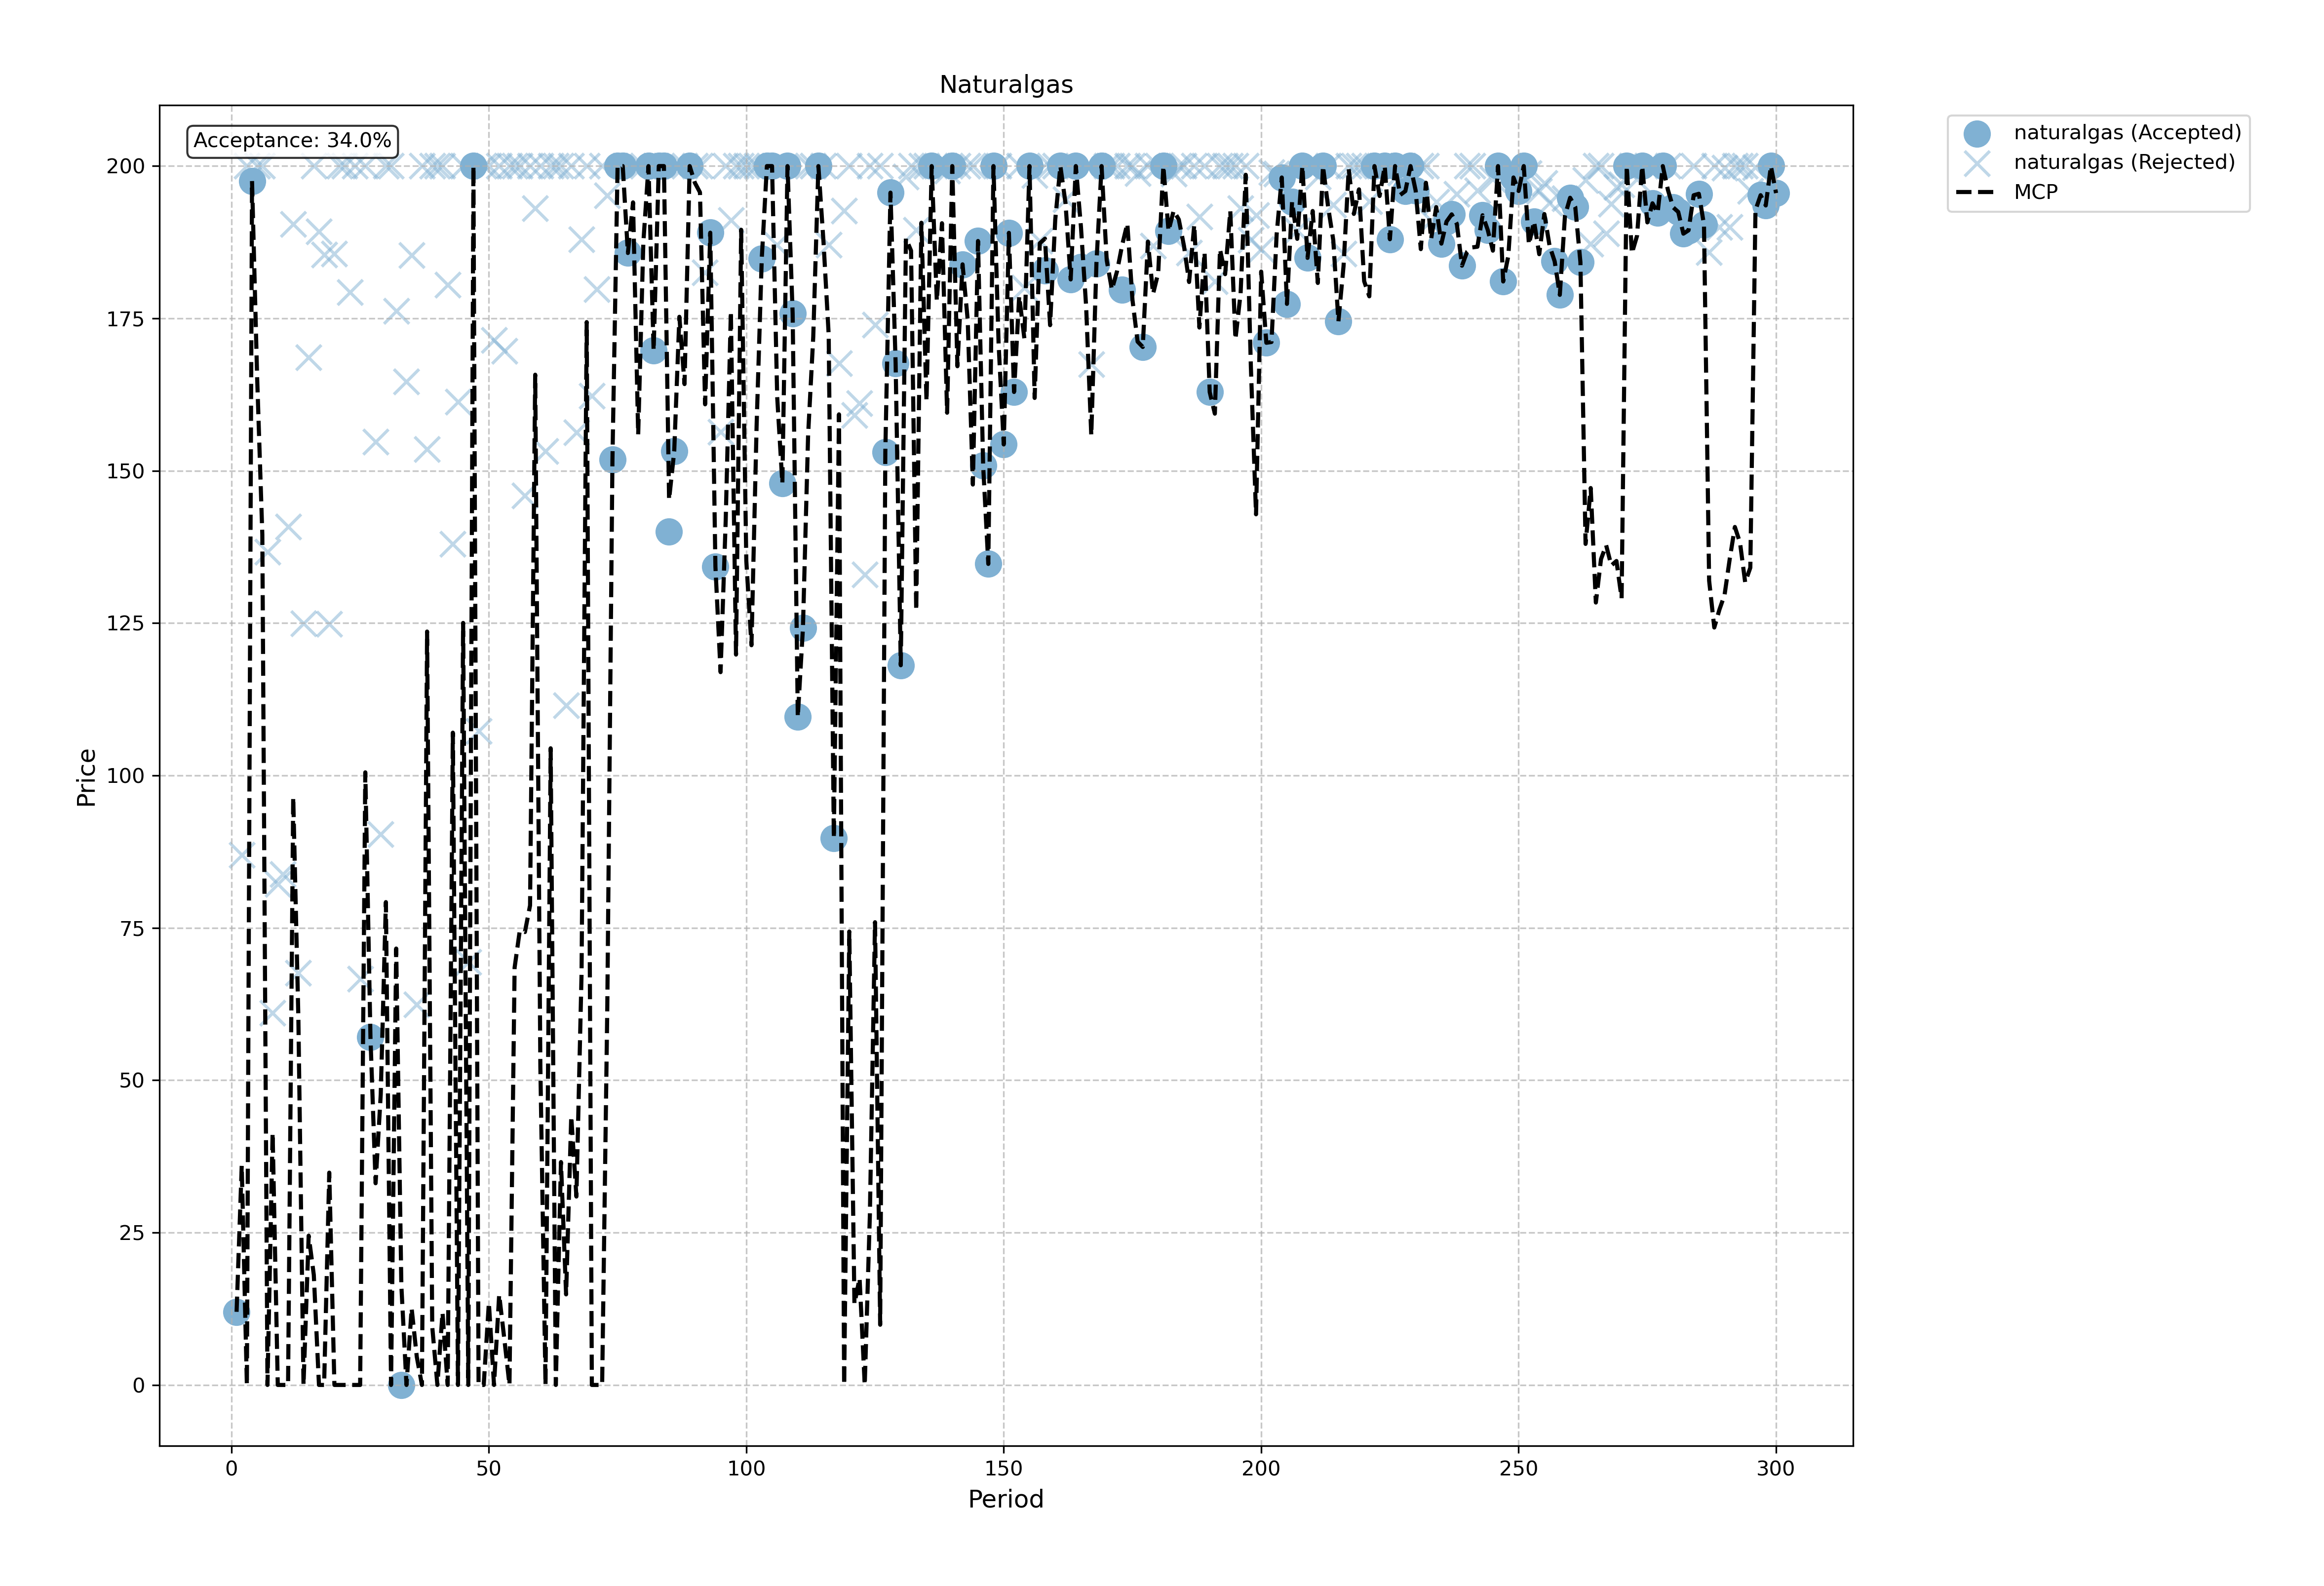 Naturalgas
Acceptance: 34.0%
naturalgas (Accepted)
naturalgas (Rejected)
MCP
200
175
150
125
100
75
50
25
0
Price
0 50 100 150 200 250 300
Period